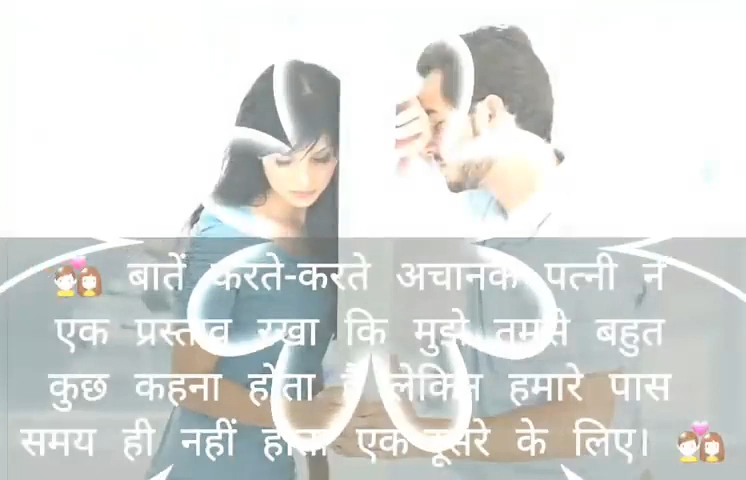 बातें करते-करते अचानक पत्नी ने
एक प्रस्ताव रखा कि मुझे तुमसे बहुत
कुछ कहना होता है लेकिन हमारे पास
समय ही नहीं होता एक दूसरे के लिए।